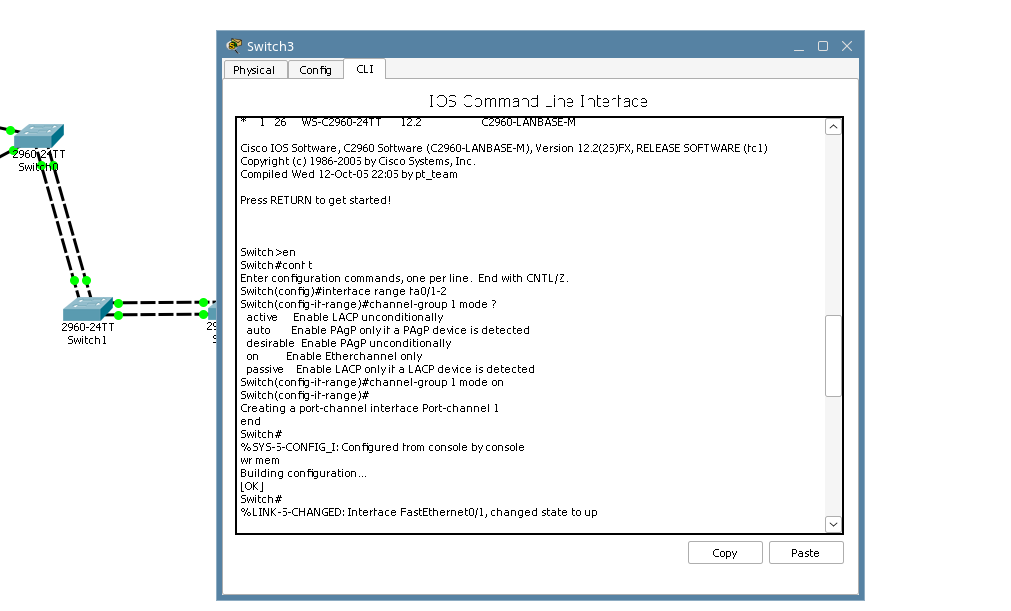 Switch3
Physical
Config
CLI
IOS Command Line Interface
* 1 26 WS-C2960-24TT 12.2 C2960-LANBASE-M
Cisco IOS Software, C2960 Software (C2960-LANBASE-M), Version 12.2(25)FX, RELEASE SOFTWARE (fc1)
Copyright (c) 1986-2005 by Cisco Systems, Inc.
Compiled Wed 12-Oct-05 22:05 by pt_team
Press RETURN to get started!
Switch>en
Switch#conf t
Enter configuration commands, one per line. End with CNTL/Z.
Switch(config)#interface range fa0/1-2
Switch(config-if-range)#channel-group 1 mode ?
active Enable LACP unconditionally
auto Enable PAgP only if a PAgP device is detected
desirable Enable PAgP unconditionally
on Enable Etherchannel only
passive Enable LACP only if a LACP device is detected
Switch(config-if-range)#channel-group 1 mode on
Switch(config-if-range)#
Creating a port-channel interface Port-channel 1
end
Switch#
%SYS-5-CONFIG_I: Configured from console by console
wr mem
Building configuration...
[OK]
Switch#
%LINK-5-CHANGED: Interface FastEthernet0/1, changed state to up
Copy
Paste
2960-24TT
Switch0
2960-24TT
Switch1